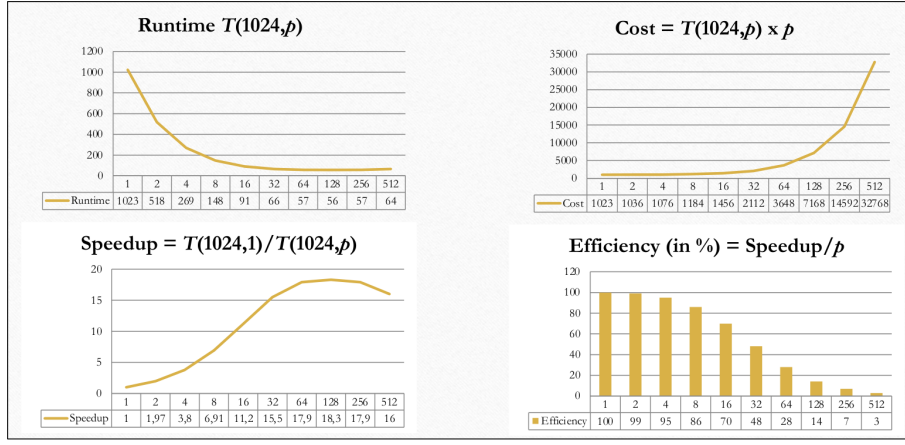 Runtime T(1024,p)
1200
1000
800
600
400
200
0
1 2 4 8 16 32 64 128 256 512
Runtime 1023 518 269 148 91 66 57 56 57 64
Cost = T(1024,p) x p
40000
35000
30000
25000
20000
15000
10000
5000
0
1 2 4 8 16 32 64 128 256 512
Cost 1023 1036 1076 1184 1456 2112 3648 7168 14592 32768
Speedup = T(1024,1)/T(1024,p)
20
15
10
5
0
1 2 4 8 16 32 64 128 256 512
Speedup 1 1,97 3,8 6,91 11,2 15,5 17,9 18,3 17,9 16
Efficiency (in %) = Speedup/p
120
100
80
60
40
20
0
1 2 4 8 16 32 64 128 256 512
Efficiency 100 99 95 86 70 48 28 14 7 3